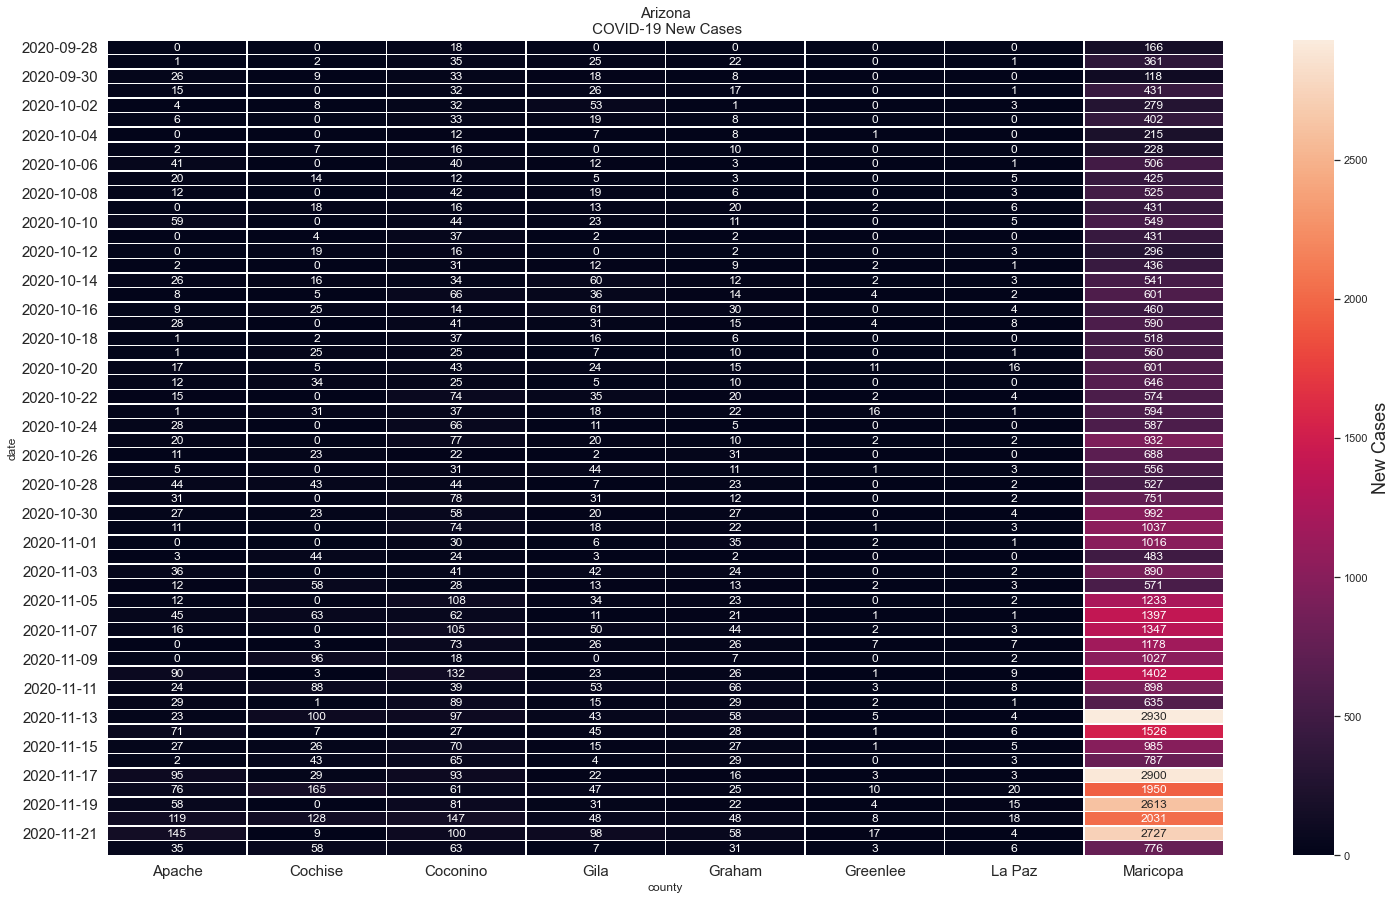 Arizona
COVID-19 New Cases
2020-09-28 0 0 18 0 0 0 0 166
1 2 35 25 22 0 1 361
2020-09-30 26 9 33 18 8 0 0 118
15 0 32 26 17 0 1 431
2020-10-02 4 8 32 53 1 0 3 279
6 0 33 19 8 0 0 402
2020-10-04 0 0 12 7 8 1 0 215
2 7 16 0 10 0 0 228
2020-10-06 41 0 40 12 3 0 1 506
20 14 12 5 3 0 5 425
2020-10-08 12 0 42 19 6 0 3 525
0 18 16 13 20 2 6 431
2020-10-10 59 0 44 23 11 0 5 549
0 4 37 2 2 0 0 431
2020-10-12 0 19 16 0 2 0 3 296
2 0 31 12 9 2 1 436
2020-10-14 26 16 34 60 12 2 3 541
8 5 66 36 14 4 2 601
2020-10-16 9 25 14 61 30 0 4 460
28 0 41 31 15 4 8 590
2020-10-18 1 2 37 16 6 0 0 518
1 25 25 7 10 0 1 560
2020-10-20 17 5 43 24 15 11 16 601
12 34 25 5 10 0 0 646
2020-10-22 15 0 74 35 20 2 4 574
1 31 37 18 22 16 1 594
2020-10-24 28 0 66 11 5 0 0 587
20 0 77 20 10 2 2 932
2020-10-26 11 23 22 2 31 0 0 688
5 0 31 44 11 1 3 556
2020-10-28 44 43 44 7 23 0 2 527
31 0 78 31 12 0 2 751
2020-10-30 27 23 58 20 27 0 4 992
11 0 74 18 22 1 3 1037
2020-11-01 0 0 30 6 35 2 1 1016
3 44 24 3 2 0 0 483
2020-11-03 36 0 41 42 24 0 2 890
12 58 28 13 13 2 3 571
2020-11-05 12 0 108 34 23 0 2 1233
45 63 62 11 21 1 1 1397
2020-11-07 16 0 105 50 44 2 3 1347
0 3 73 26 26 7 7 1178
2020-11-09 0 96 18 0 7 0 2 1027
90 3 132 23 26 1 9 1402
2020-11-11 24 88 39 53 66 3 8 898
29 1 89 15 29 2 1 635
2020-11-13 23 100 97 43 58 5 4 2930
71 7 27 45 28 1 6 1526
2020-11-15 27 26 70 15 27 1 5 985
2 43 65 4 29 0 3 787
2020-11-17 95 29 93 22 16 3 3 2900
76 165 61 47 25 10 20 1950
2020-11-19 58 0 81 31 22 4 15 2613
119 128 147 48 48 8 18 2031
2020-11-21 145 9 100 98 58 17 4 2727
35 58 63 7 31 3 6 776
Apache Cochise Coconino Gila Graham Greenlee La Paz Maricopa
county
date
2500
2000
1500
1000
500
0
New Cases